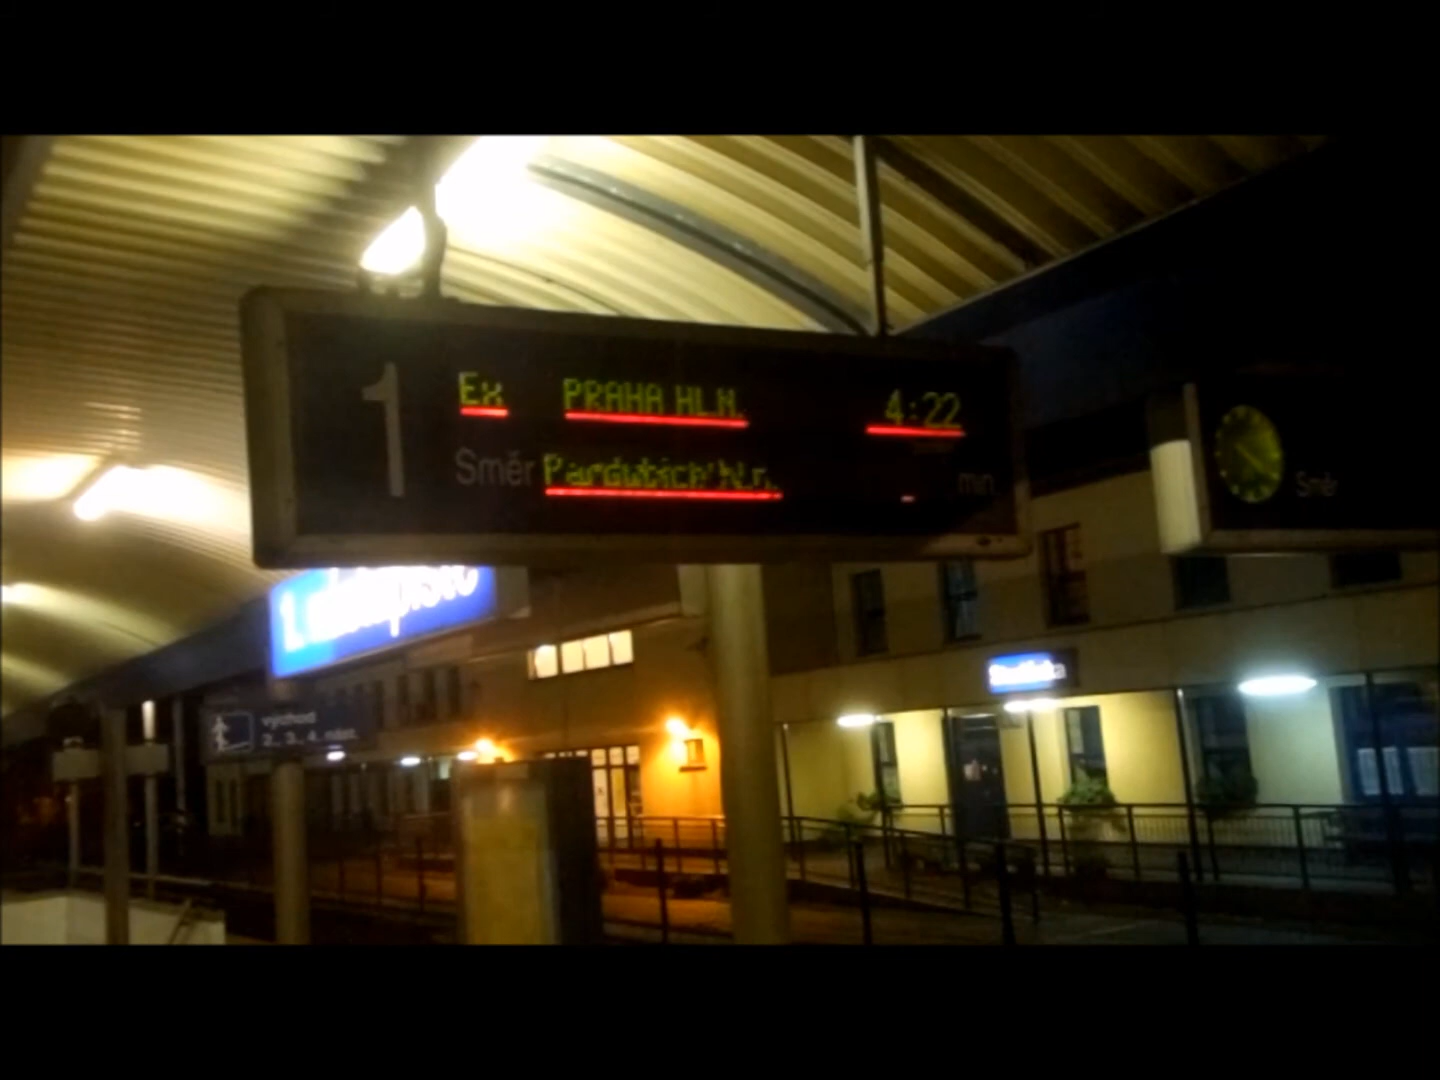 1
Ex PRAHA HL.N. 4:22
Směr Pardubice hl.n. min
Směr
1. nástupiště
východ
2., 3., 4. nást.